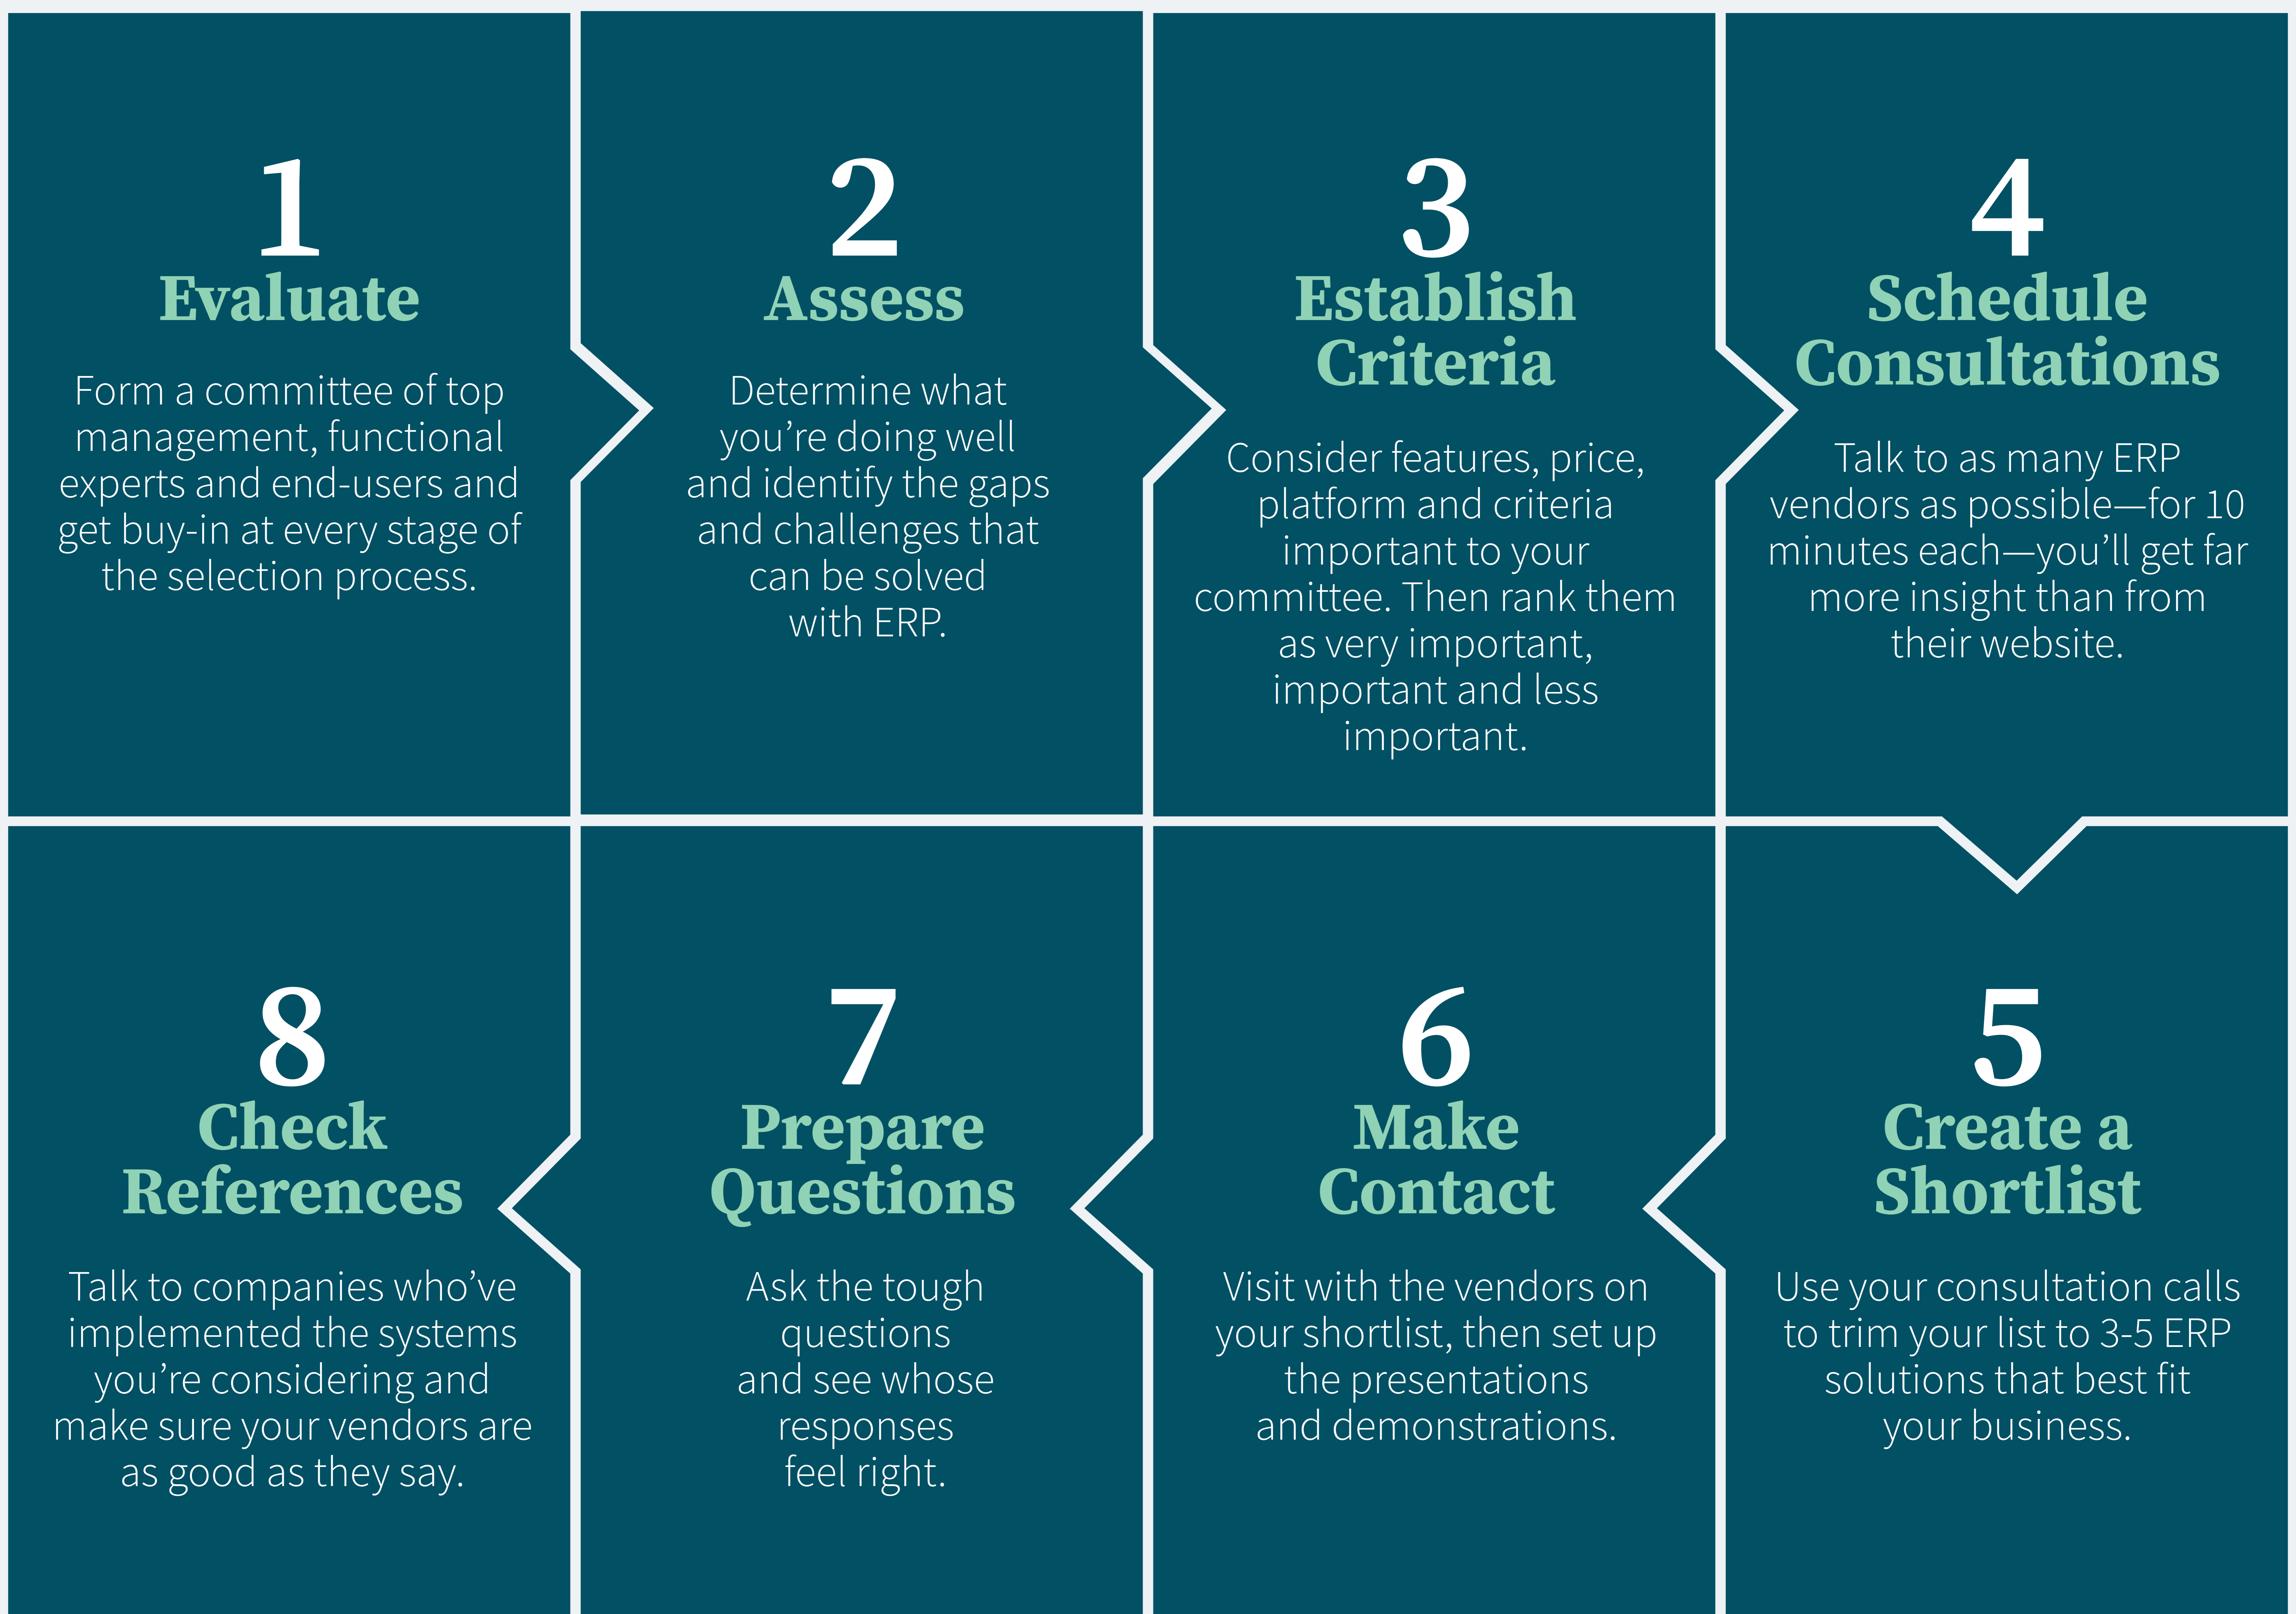 1
Evaluate
Form a committee of top
management, functional
experts and end-users and
get buy-in at every stage of
the selection process.
2
Assess
Determine what
you’re doing well
and identify the gaps
and challenges that
can be solved
with ERP.
3
Establish
Criteria
Consider features, price,
platform and criteria
important to your
committee. Then rank them
as very important,
important and less
important.
4
Schedule
Consultations
Talk to as many ERP
vendors as possible—for 10
minutes each—you’ll get far
more insight than from
their website.
5
Create a
Shortlist
Use your consultation calls
to trim your list to 3-5 ERP
solutions that best fit
your business.
6
Make
Contact
Visit with the vendors on
your shortlist, then set up
the presentations
and demonstrations.
7
Prepare
Questions
Ask the tough
questions
and see whose
responses
feel right.
8
Check
References
Talk to companies who’ve
implemented the systems
you’re considering and
make sure your vendors are
as good as they say.